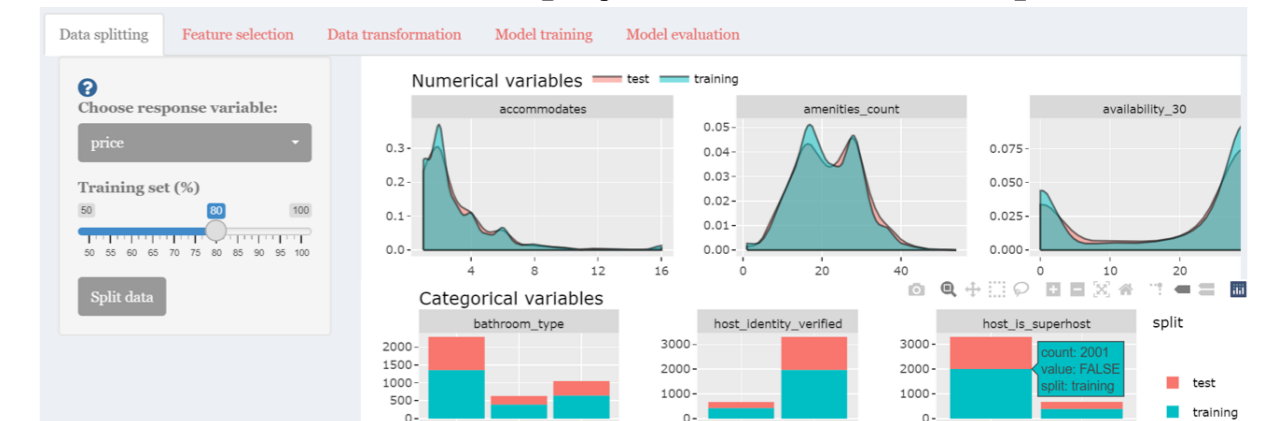 Data splitting Feature selection Data transformation Model training Model evaluation
Choose response variable:
price
Training set (%)
50 80 100
50 55 60 65 70 75 80 85 90 95 100
Split data
Numerical variables test training
accommodates amenities_count availability_30
0.3
0.2
0.1
0.0
4 8 12 16
0.05
0.04
0.03
0.02
0.01
0.00
0 20 40
0.075
0.050
0.025
0.000
0 10 20
Categorical variables
bathroom_type host_identity_verified host_is_superhost split
2000
1500
1000
500
0
3000
2000
1000
0
3000
2000
1000
0
count: 2001
value: FALSE
split: training
test
training